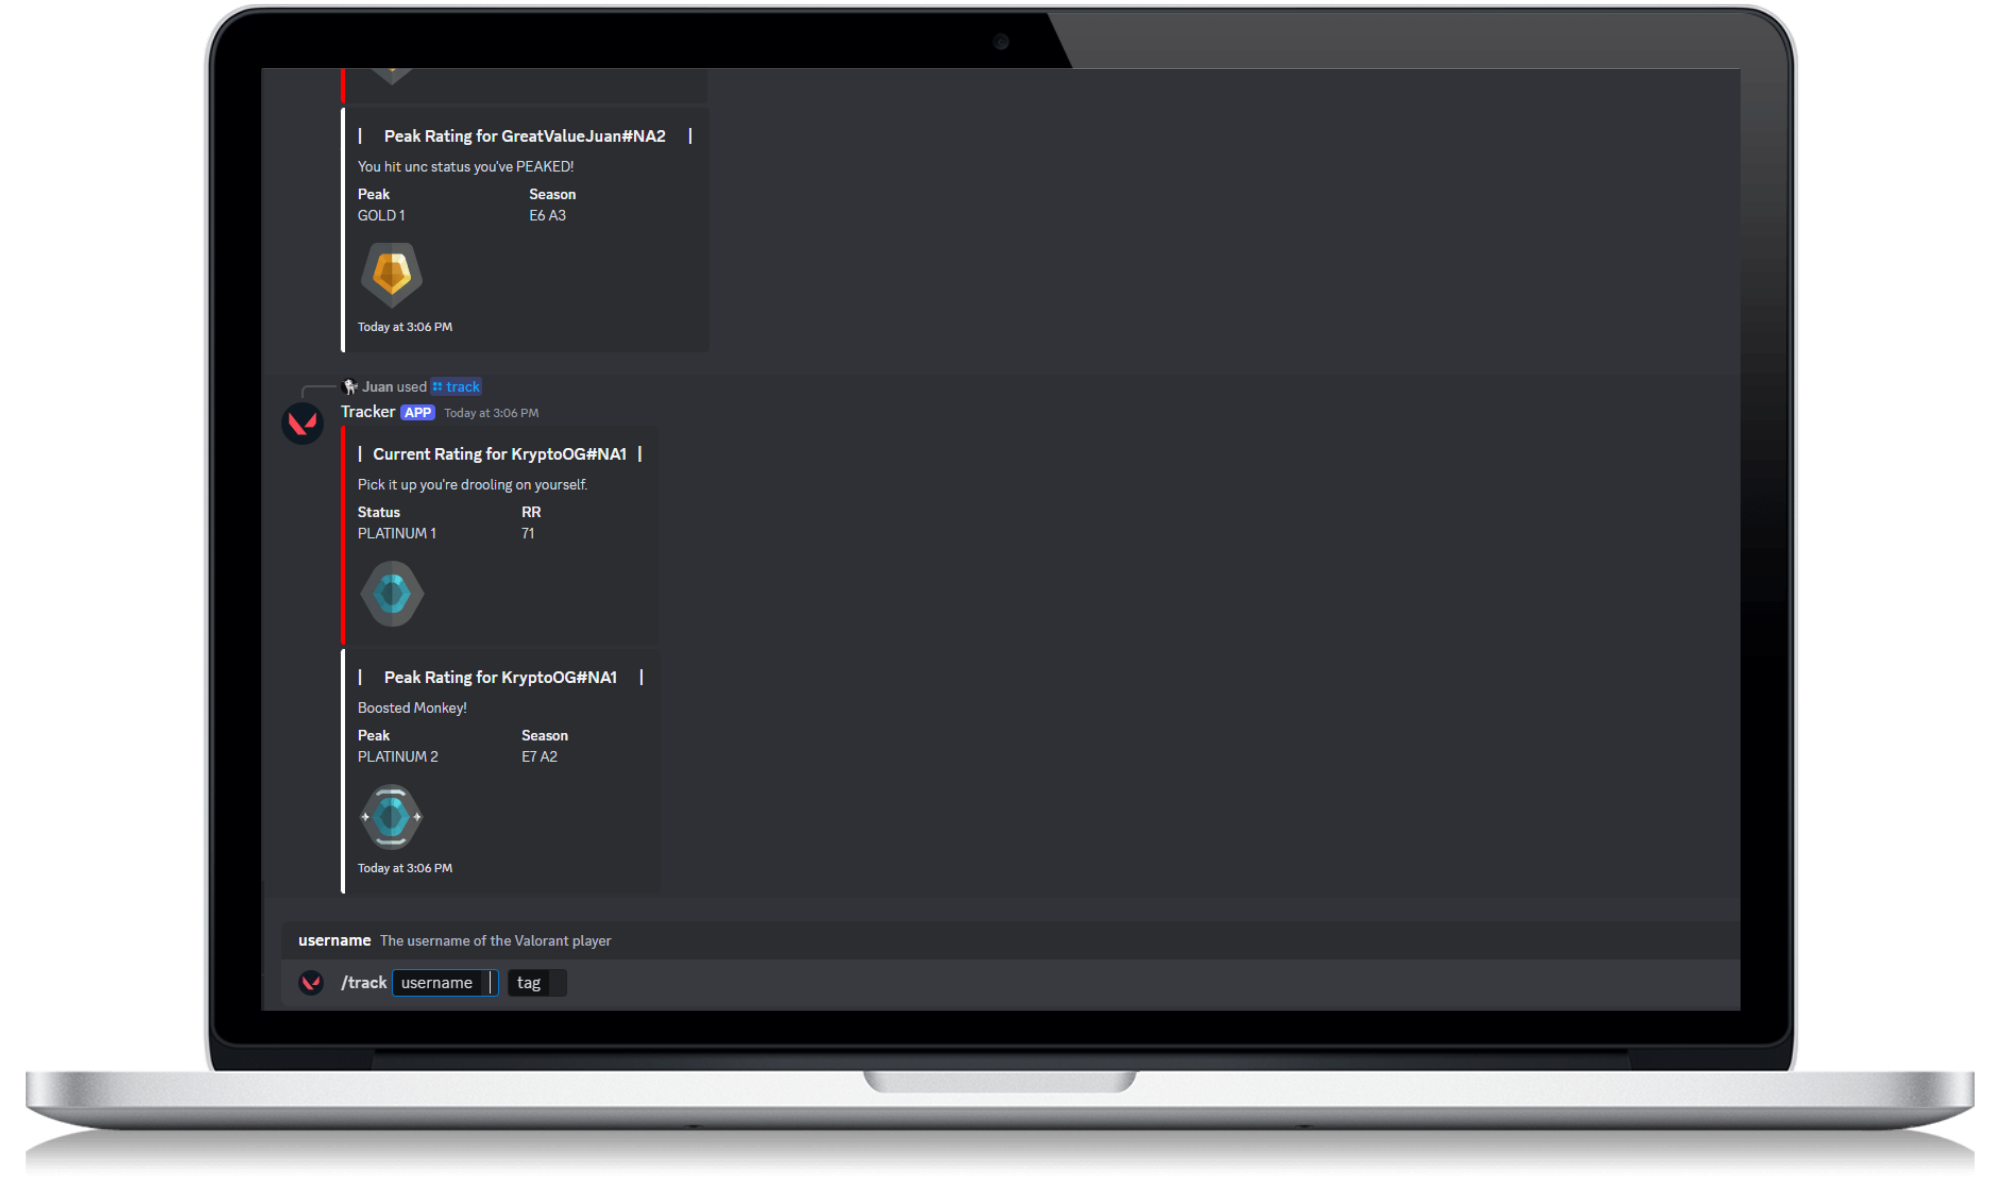 | Peak Rating for GreatValueJuan#NA2 |
You hit unc status you've PEAKED!
Peak Season
GOLD 1 E6 A3
Today at 3:06 PM
Juan used track
Tracker APP Today at 3:06 PM
| Current Rating for KryptoOG#NA1 |
Pick it up you're drooling on yourself.
Status RR
PLATINUM 1 71
| Peak Rating for KryptoOG#NA1 |
Boosted Monkey!
Peak Season
PLATINUM 2 E7 A2
Today at 3:06 PM
username The username of the Valorant player
/track username tag